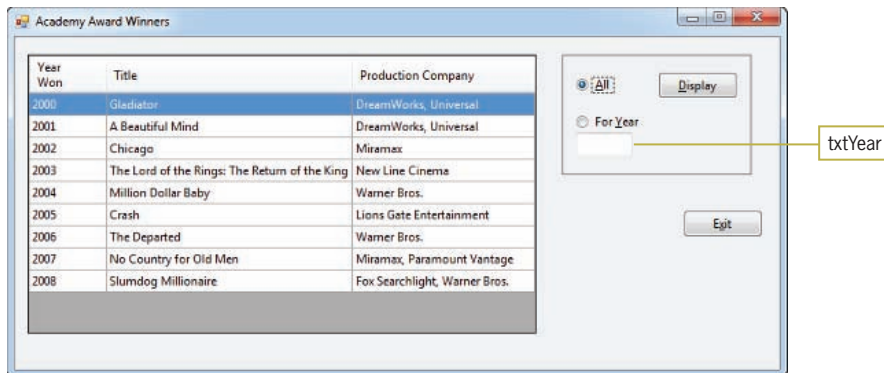 Academy Award Winners
Year Won Title Production Company
2000 Gladiator DreamWorks, Universal
2001 A Beautiful Mind DreamWorks, Universal
2002 Chicago Miramax
2003 The Lord of the Rings: The Return of the King New Line Cinema
2004 Million Dollar Baby Warner Bros.
2005 Crash Lions Gate Entertainment
2006 The Departed Warner Bros.
2007 No Country for Old Men Miramax, Paramount Vantage
2008 Slumdog Millionaire Fox Searchlight, Warner Bros.
All Display
For Year
txtYear
Exit